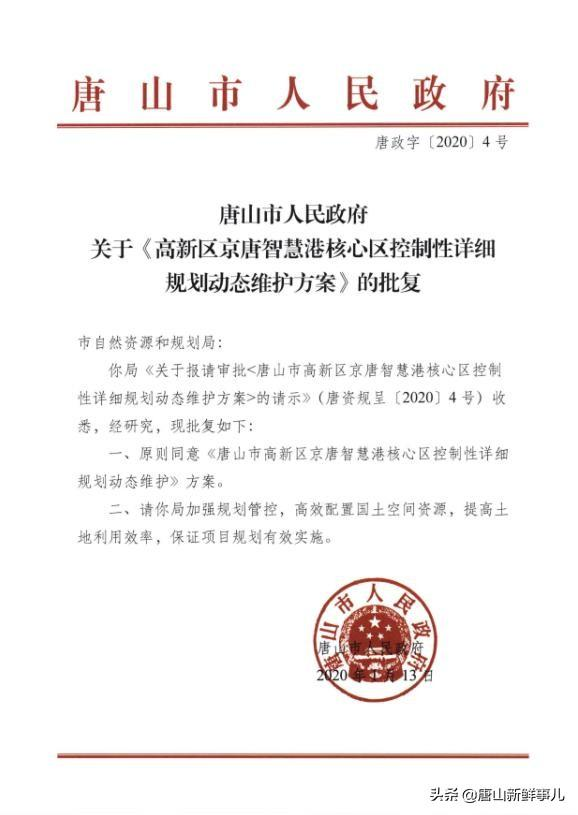 唐山市人民政府
唐政字〔2020〕4号
唐山市人民政府
关于《高新区京唐智慧港核心区控制性详细
规划动态维护方案》的批复
市自然资源和规划局：
你局《关于报请审批<唐山市高新区京唐智慧港核心区控制
性详细规划动态维护方案>的请示》（唐资规呈〔2020〕4号）收
悉，经研究，现批复如下：
一、原则同意《唐山市高新区京唐智慧港核心区控制性详细
规划动态维护》方案。
二、请你局加强规划管控，高效配置国土空间资源，提高土
地利用效率，保证项目规划有效实施。
唐山市人民政府
唐山市人民政府
2020年1月13日
头条 @唐山新鲜事儿